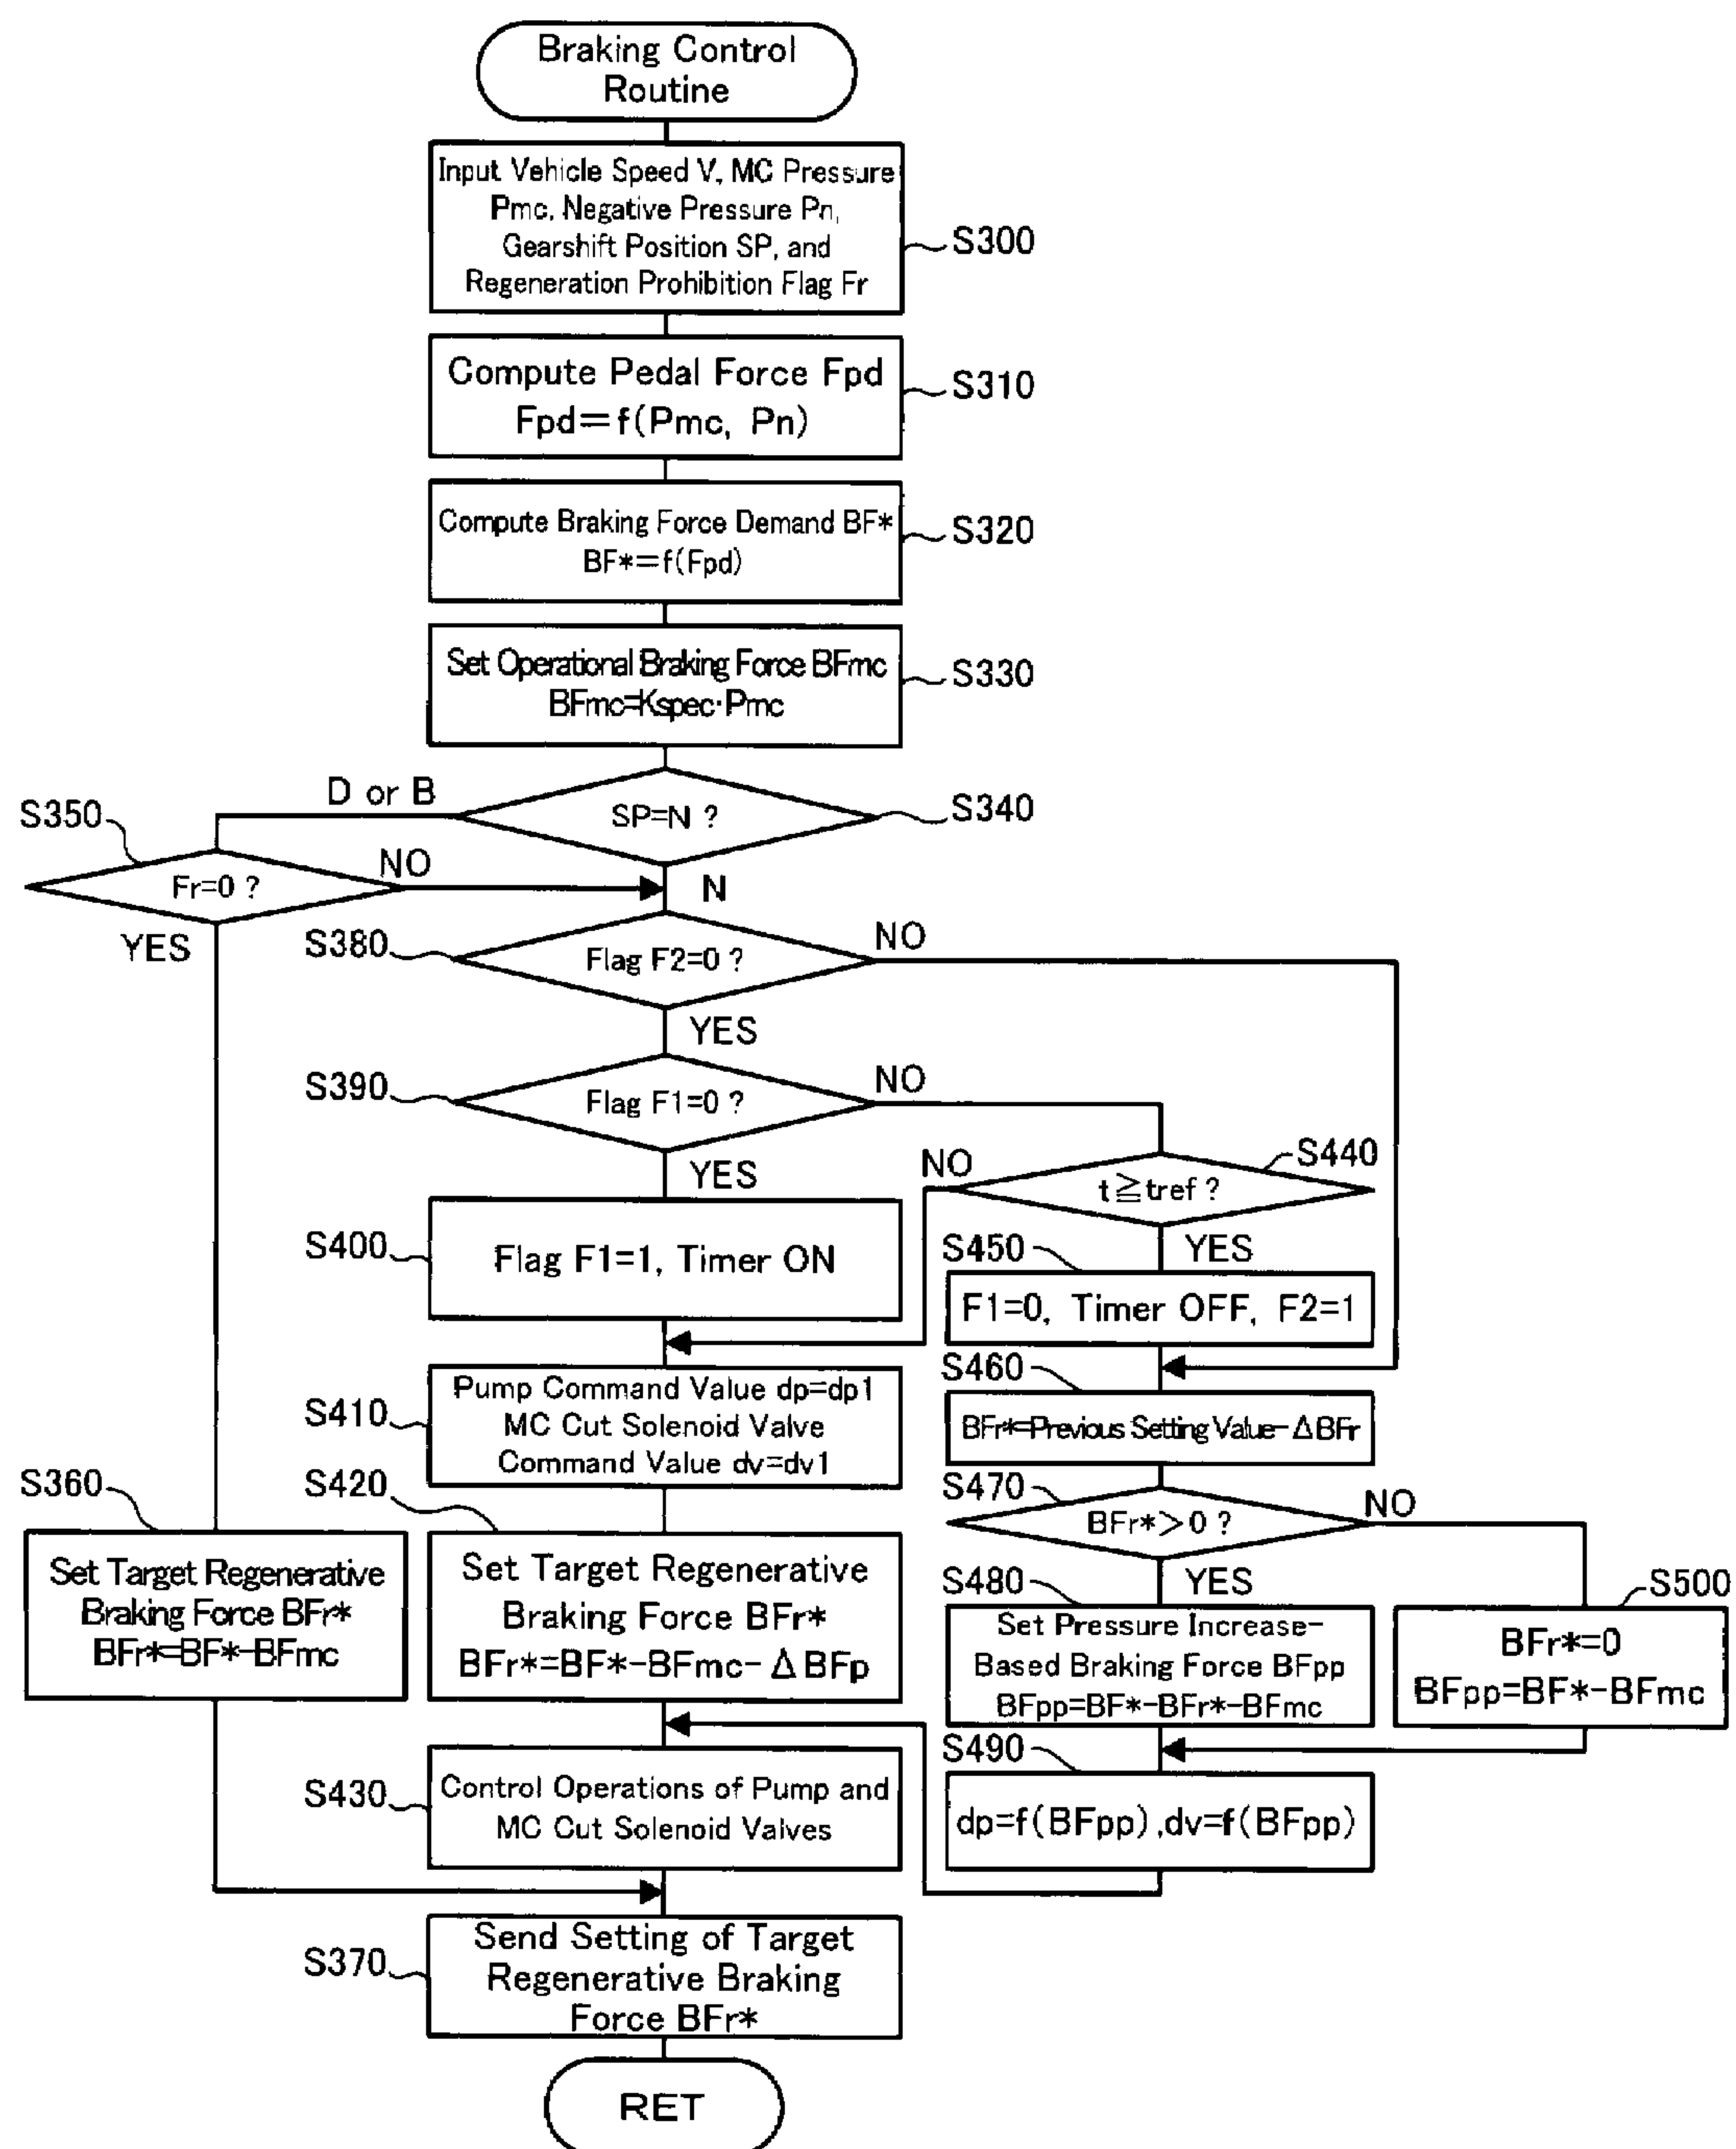 Braking Control
Routine
Input Vehicle Speed V, MC Pressure
Pmc, Negative Pressure Pn,
Gearshift Position SP, and
Regeneration Prohibition Flag Fr
S300
Compute Pedal Force Fpd
Fpd=f(Pmc, Pn)
S310
Compute Braking Force Demand BF*
BF*=f(Fpd)
S320
Set Operational Braking Force BFmc
BFmc=Kspec·Pmc
S330
D or B
SP=N ?
S340
S350
Fr=0 ?
NO
YES
N
S380
Flag F2=0 ?
NO
YES
S390
Flag F1=0 ?
NO
YES
S440
t≧tref ?
NO
YES
S400
Flag F1=1, Timer ON
S450
F1=0, Timer OFF, F2=1
S410
Pump Command Value dp=dp1
MC Cut Solenoid Valve
Command Value dv=dv1
S460
BFr*=Previous Setting Value-ΔBFr
S470
BFr*>0 ?
NO
YES
S360
Set Target Regenerative
Braking Force BFr*
BFr*=BF*-BFmc
S420
Set Target Regenerative
Braking Force BFr*
BFr*=BF*-BFmc-ΔBFp
S480
Set Pressure Increase-
Based Braking Force BFpp
BFpp=BF*-BFr*-BFmc
S500
BFr*=0
BFpp=BF*-BFmc
S430
Control Operations of Pump and
MC Cut Solenoid Valves
S490
dp=f(BFpp),dv=f(BFpp)
S370
Send Setting of Target
Regenerative Braking
Force BFr*
RET